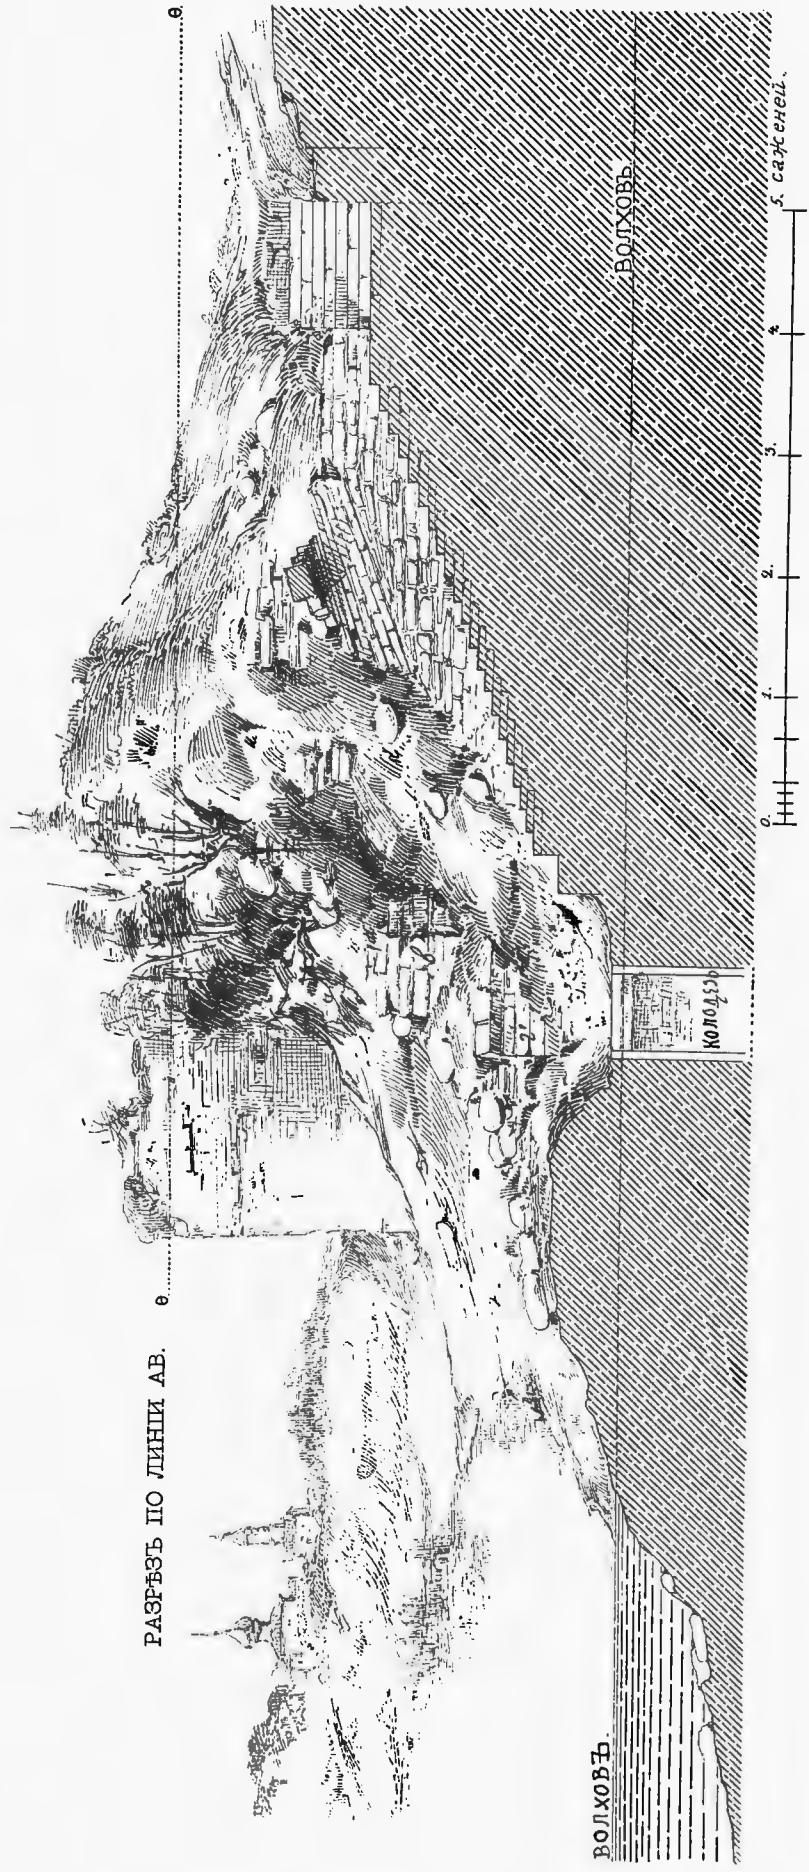 РАЗРѢЗЪ ПО ЛИНІИ АВ.
Ѳ
Ѳ
ВОЛХОВЪ.
КОЛОДЕЗЬ
ВОЛХОВЪ.
0. 1. 2. 3. 4. 5. саженей.